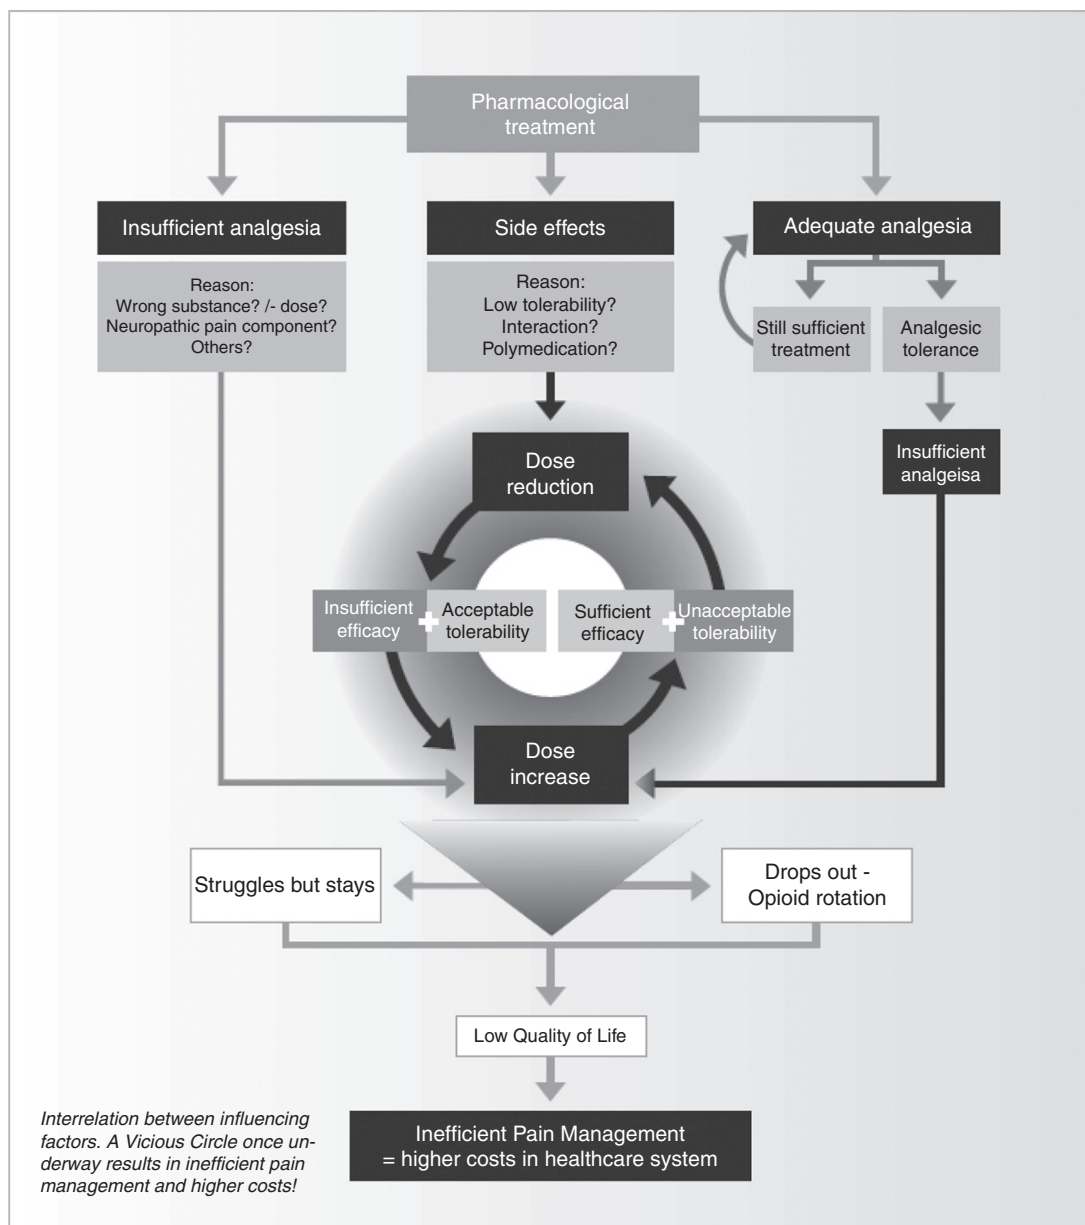 Pharmacological
treatment
Insufficient analgesia
Reason:
Wrong substance? /- dose?
Neuropathic pain component?
Others?
Side effects
Reason:
Low tolerability?
Interaction?
Polymedication?
Adequate analgesia
Still sufficient
treatment
Analgesic
tolerance
Insufficient
analgeisa
Dose
reduction
Insufficient
efficacy
+
Acceptable
tolerability
Sufficient
efficacy
+
Unacceptable
tolerability
Dose
increase
Struggles but stays
Drops out -
Opioid rotation
Low Quality of Life
Inefficient Pain Management
= higher costs in healthcare system
Interrelation between influencing
factors. A Vicious Circle once un-
derway results in inefficient pain
management and higher costs!